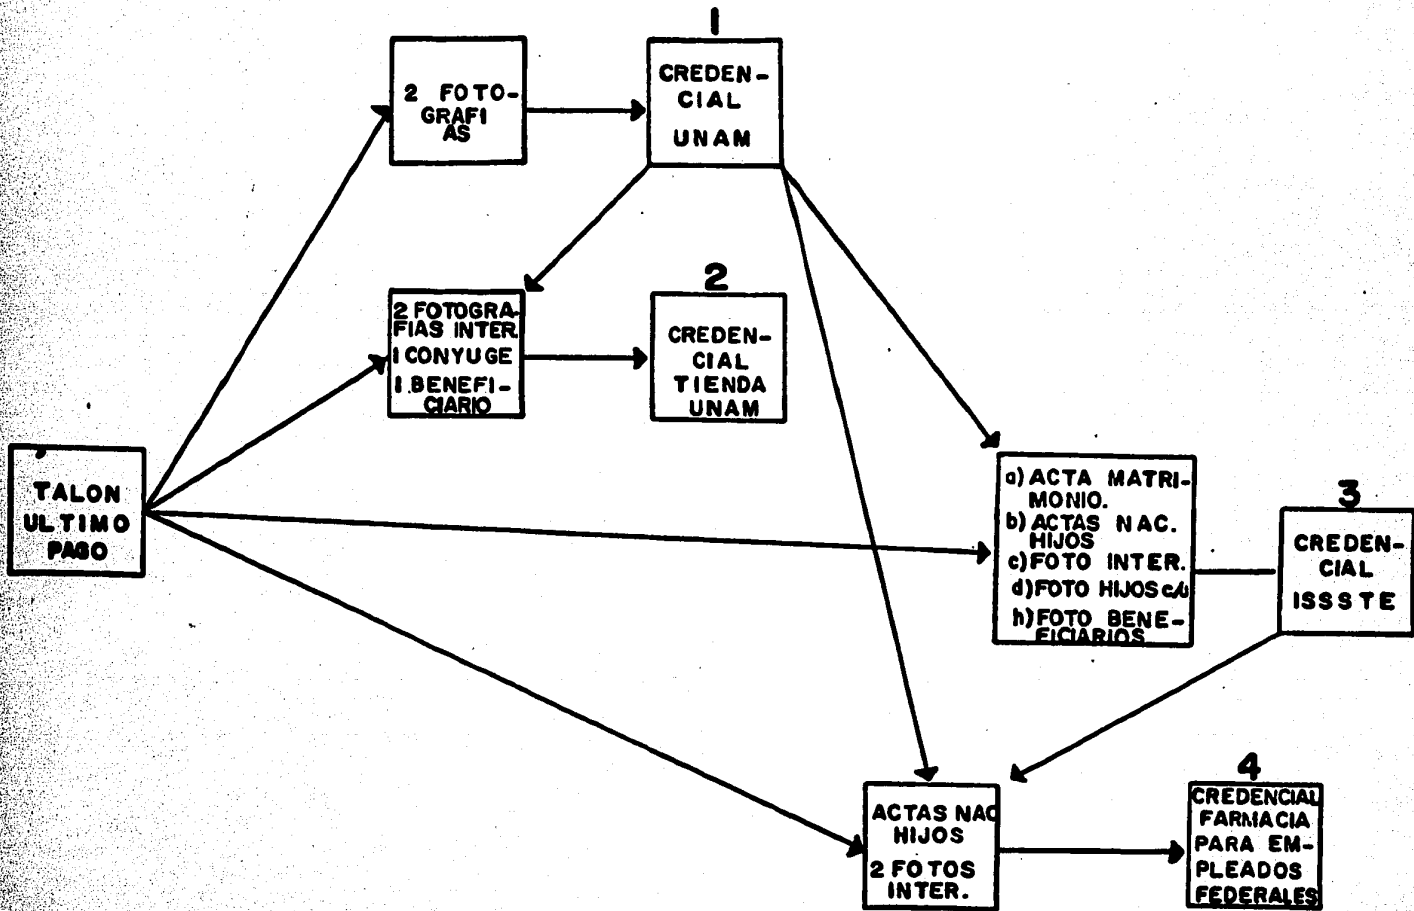 1
2 FOTO-
GRAFI
AS
CREDEN-
CIAL
UNAM
2 FOTOGRA-
FIAS INTER.
1 CONYUGE
1 BENEFI-
CIARIO
2
CREDEN-
CIAL
TIENDA
UNAM
TALON
ULTIMO
PAGO
a) ACTA MATRI-
MONIO.
b) ACTAS NAC.
HIJOS
c) FOTO INTER.
d) FOTO HIJOS c/u
h) FOTO BENE-
FICIARIOS
3
CREDEN-
CIAL
ISSSTE
ACTAS NAC
HIJOS
2 FOTOS
INTER.
4
CREDENCIAL
FARMACIA
PARA EM-
PLEADOS
FEDERALES